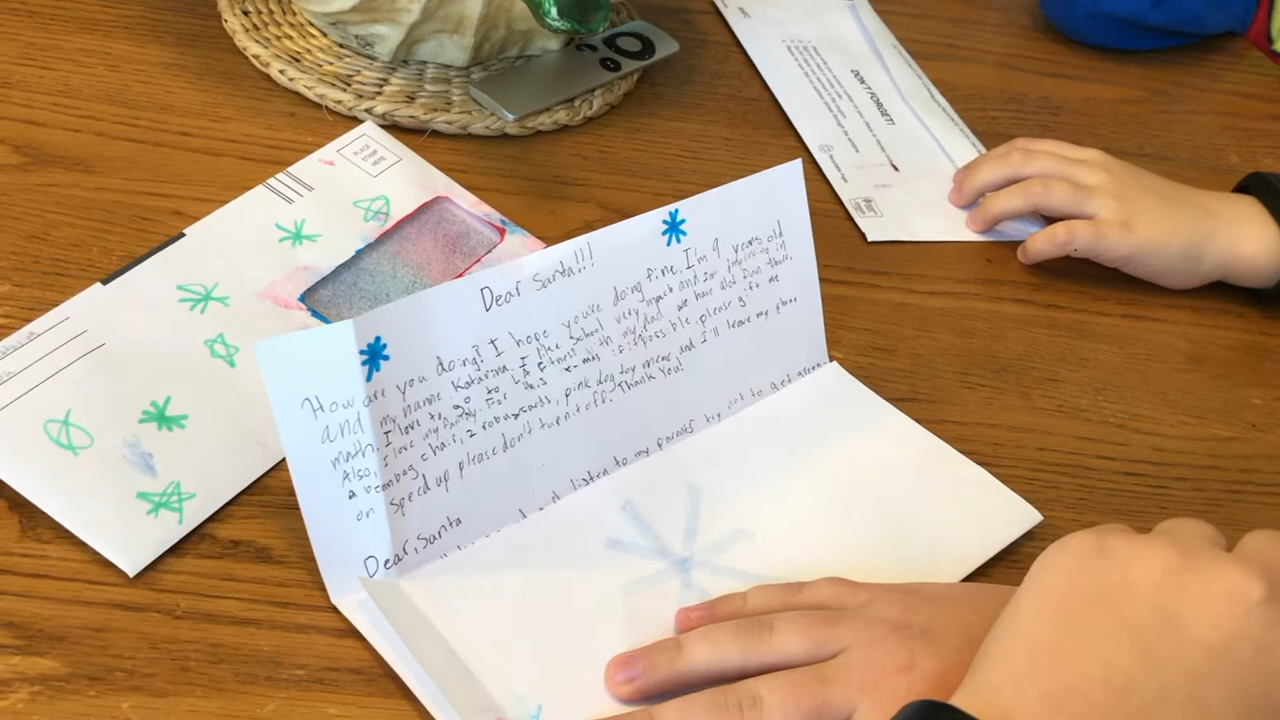 PLACE
STAMP
HERE
DON'T FORGET!
Dear Santa!!!
How are you doing? I hope you're doing fine, I'm 9 years old
and my name Katarina. I like School very much and I'm improving in
math. I love to go to LA Fitness with my dad we have alot fun there,
Also, I love my family. For this x-mas if it possible, please gift me
a beanbag chair, 2 robuxcards, pink dog toy meme, and I'll leave my phone
on speed up please don't turn it off. Thank You!
Dear, Santa
and listen to my parents try not to get green